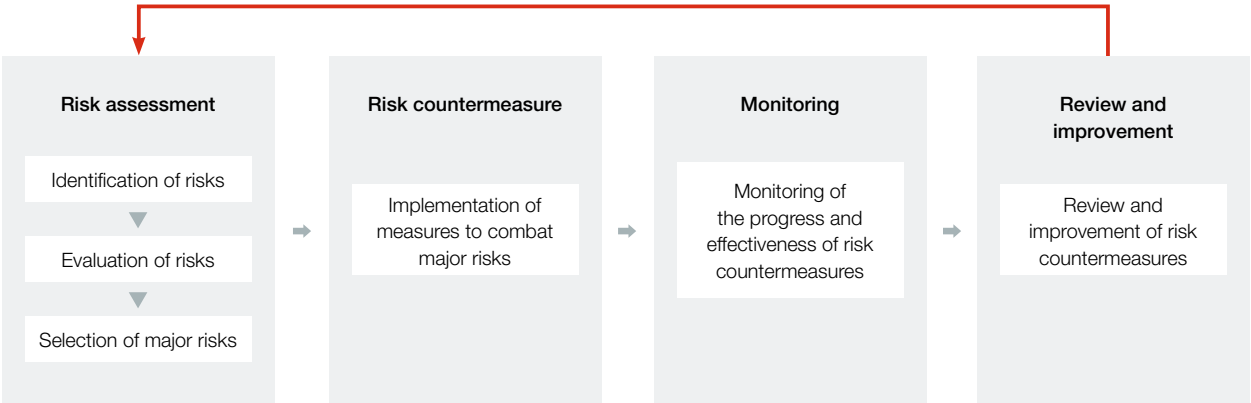 Risk assessment
Identification of risks
Evaluation of risks
Selection of major risks
Risk countermeasure
Implementation of
measures to combat
major risks
Monitoring
Monitoring of
the progress and
effectiveness of risk
countermeasures
Review and
improvement
Review and
improvement of risk
countermeasures